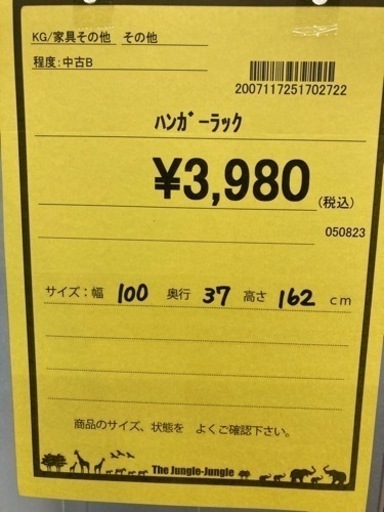 KG/家具その他 その他
程度:中古B
2007117251702722
ハンガーラック
¥3,980
(税込)
050823
サイズ:幅 100 奥行 37 高さ 162 cm
商品のサイズ、状態を よくご確認下さい。
The Jungle-Jungle